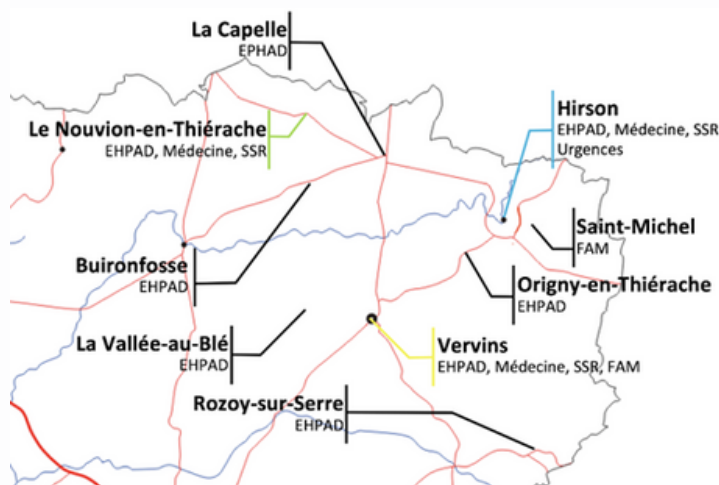 La Capelle
EPHAD
Le Nouvion-en-Thiérache
EHPAD, Médecine, SSR
Hirson
EHPAD, Médecine, SSR
Urgences
Saint-Michel
FAM
Buironfosse
EHPAD
Origny-en-Thiérache
EHPAD
La Vallée-au-Blé
EHPAD
Vervins
EHPAD, Médecine, SSR, FAM
Rozoy-sur-Serre
EHPAD